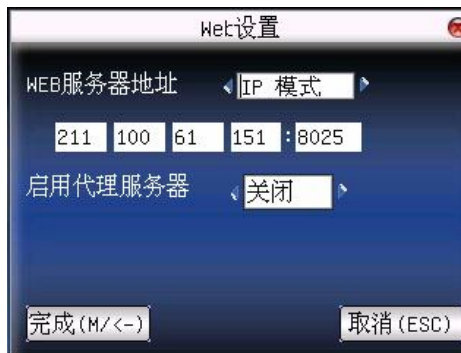 Web设置
WEB服务器地址 IP 模式
211 100 61 151 :8025
启用代理服务器 关闭
完成(M/<-) 取消(ESC)